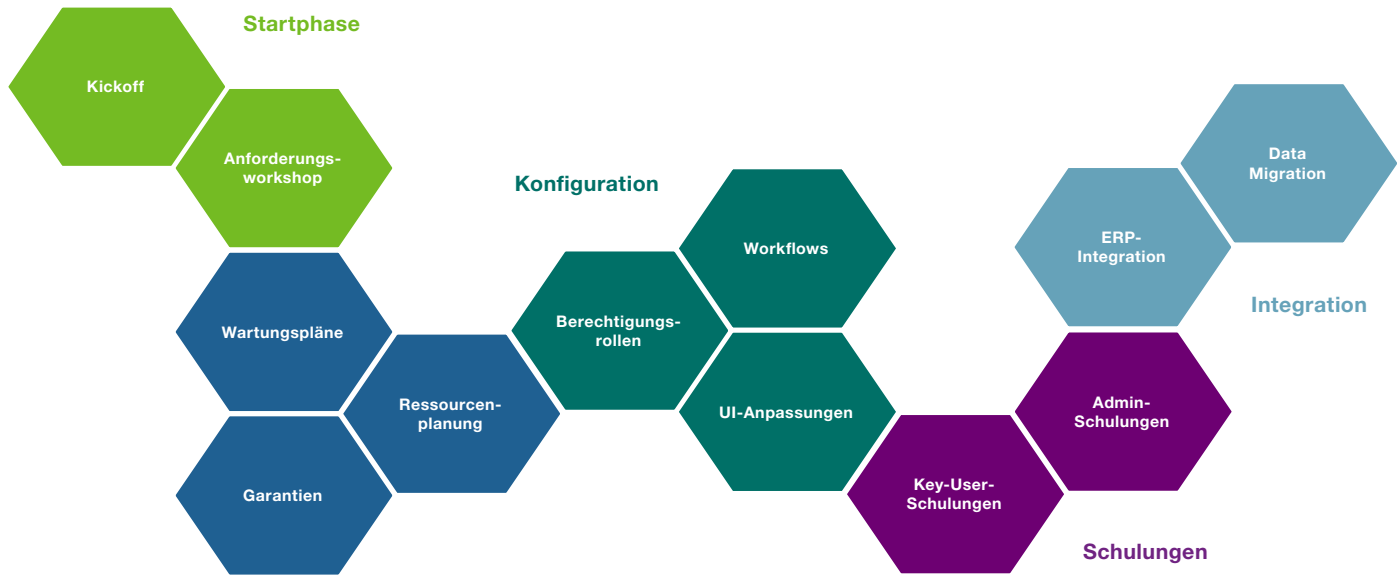 Startphase
Kickoff
Anforderungs-
workshop
Wartungspläne
Garantien
Ressourcen-
planung
Konfiguration
Berechtigungs-
rollen
Workflows
UI-Anpassungen
Key-User-
Schulungen
Admin-
Schulungen
Schulungen
ERP-
Integration
Data
Migration
Integration